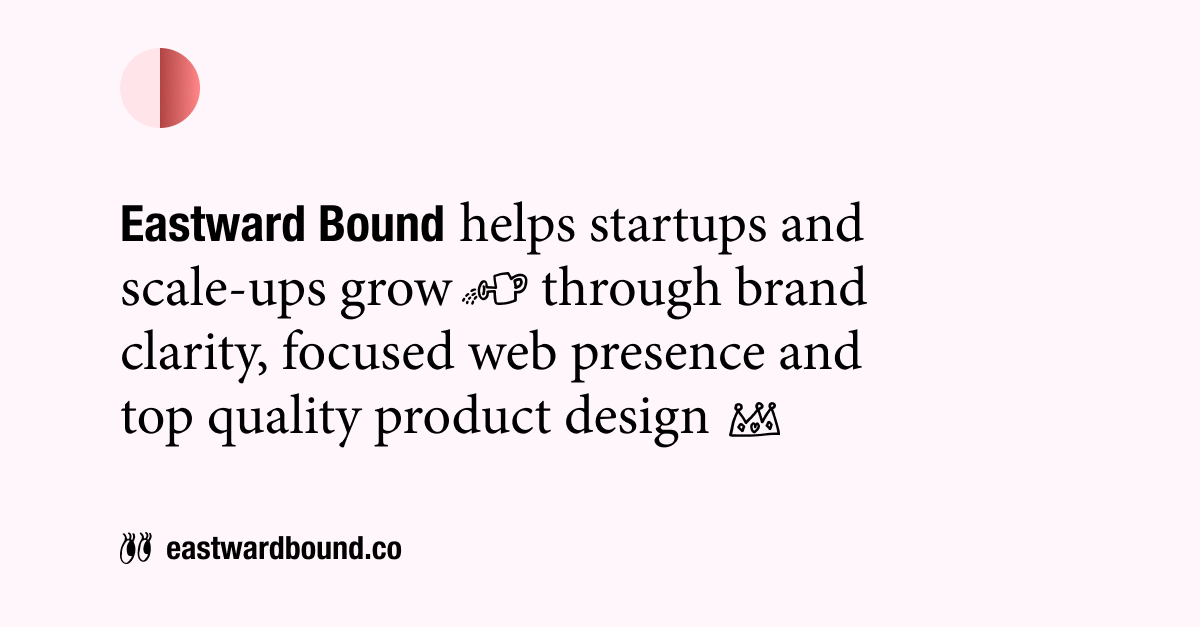 Eastward Bound helps startups and
scale-ups grow through brand
clarity, focused web presence and
top quality product design
eastwardbound.co